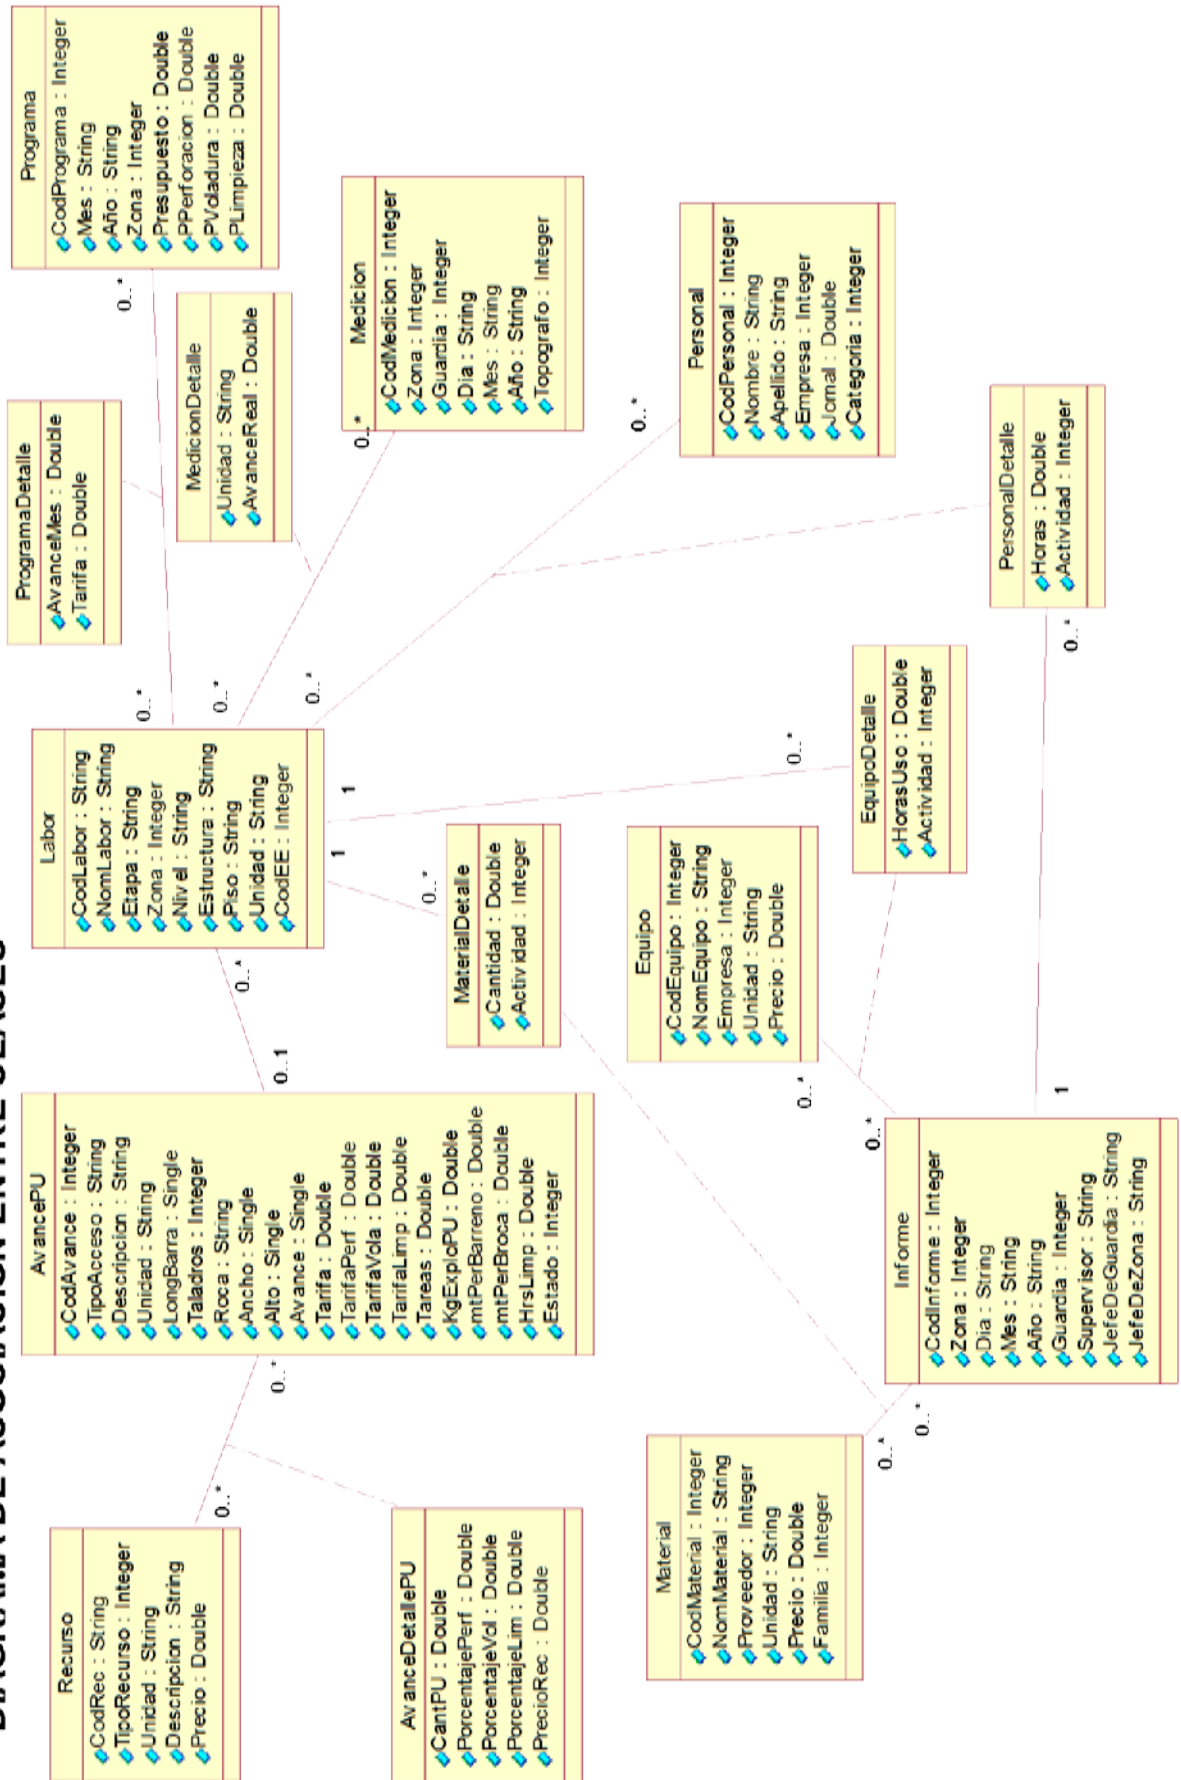 DIAGRAMA DE ASOCIACION ENTRE CLASES
Recurso
CodRec : String
TipoRecurso : Integer
Unidad : String
Descripcion : String
Precio : Double
0..*
0..*
AvanceDetallePU
CantPU : Double
PorcentajePerf : Double
PorcentajeVol : Double
PorcentajeLim : Double
PrecioRec : Double
AvancePU
CodAvance : Integer
TipoAcceso : String
Descripcion : String
Unidad : String
LongBarra : Single
Taladros : Integer
Roca : String
Ancho : Single
Alto : Single
Avance : Single
Tarifa : Double
TarifaPerf : Double
TarifaVola : Double
TarifaLimp : Double
Tareas : Double
KgExploPU : Double
mtPerBarreno : Double
mtPerBroca : Double
HrsLimp : Double
Estado : Integer
0..1
0..*
Labor
CodLabor : String
NomLabor : String
Etapa : String
Zona : Integer
Nivel : String
Estructura : String
Piso : String
Unidad : String
CodEE : Integer
0..*
0..*
0..*
1
1
ProgramaDetalle
AvanceMes : Double
Tarifa : Double
Programa
CodPrograma : Integer
Mes : String
Año : String
Zona : Integer
Presupuesto : Double
PPerforacion : Double
PVoladura : Double
PLimpieza : Double
0..*
MedicionDetalle
Unidad : String
AvanceReal : Double
Medicion
CodMedicion : Integer
Zona : Integer
Guardia : Integer
Dia : String
Mes : String
Año : String
Topografo : Integer
0..*
Personal
CodPersonal : Integer
Nombre : String
Apellido : String
Empresa : Integer
Jornal : Double
Categoria : Integer
0..*
PersonalDetalle
Horas : Double
Actividad : Integer
0..*
MaterialDetalle
Cantidad : Double
Actividad : Integer
0..*
Equipo
CodEquipo : Integer
NomEquipo : String
Empresa : Integer
Unidad : String
Precio : Double
0..*
EquipoDetalle
HorasUso : Double
Actividad : Integer
0..*
Material
CodMaterial : Integer
NomMaterial : String
Proveedor : Integer
Unidad : String
Precio : Double
Familia : Integer
0..*
Informe
CodInforme : Integer
Zona : Integer
Dia : String
Mes : String
Año : String
Guardia : Integer
Supervisor : String
JefeDeGuardia : String
JefeDeZona : String
0..*
0..*
1